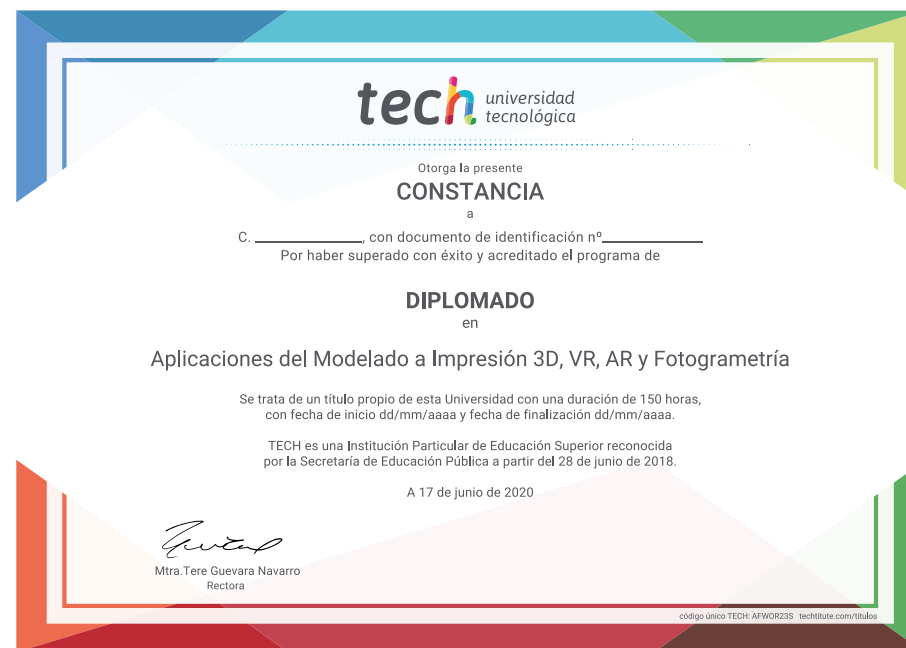 tech universidad
tecnológica
Otorga la presente
CONSTANCIA
a
C. ____________, con documento de identificación nº____________
Por haber superado con éxito y acreditado el programa de
DIPLOMADO
en
Aplicaciones del Modelado a Impresión 3D, VR, AR y Fotogrametría
Se trata de un título propio de esta Universidad con una duración de 150 horas,
con fecha de inicio dd/mm/aaaa y fecha de finalización dd/mm/aaaa.
TECH es una Institución Particular de Educación Superior reconocida
por la Secretaría de Educación Pública a partir del 28 de junio de 2018.
A 17 de junio de 2020
Mtra.Tere Guevara Navarro
Rectora
código único TECH: AFWOR23S techtitute.com/titulos